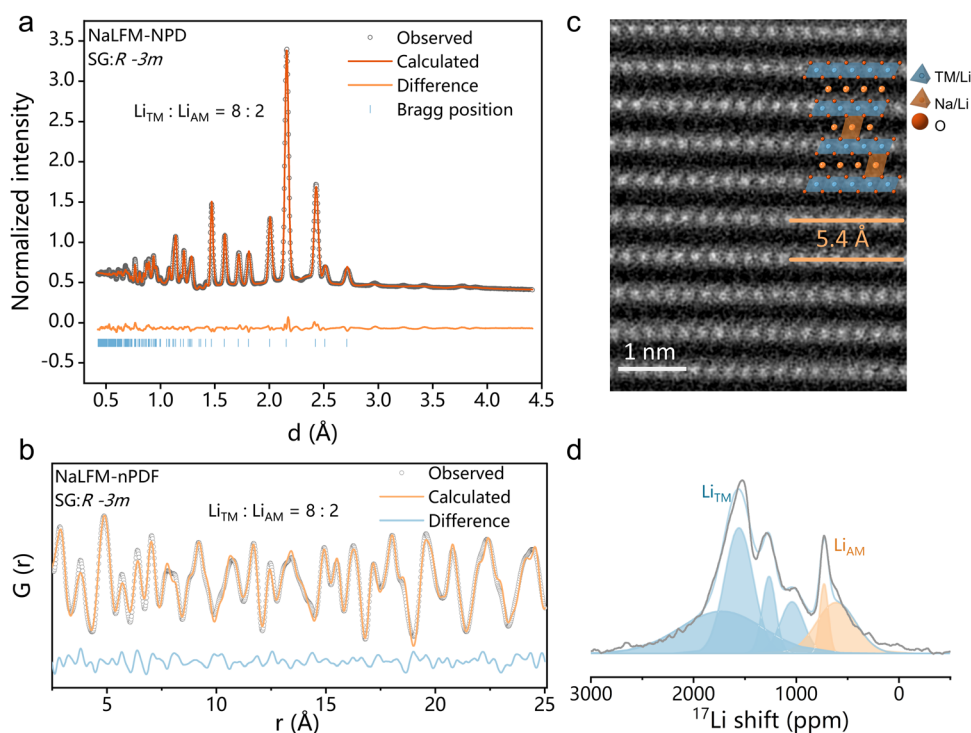 a
NaLFM-NPD
SG:R -3m
Li_TM : Li_AM = 8 : 2
Observed
Calculated
Difference
Bragg position
Normalized intensity
3.5
3.0
2.5
2.0
1.5
1.0
0.5
0.0
-0.5
0.5 1.0 1.5 2.0 2.5 3.0 3.5 4.0 4.5
d (Å)
c
TM/Li
Na/Li
O
5.4 Å
1 nm
b
NaLFM-nPDF
SG:R -3m
Li_TM : Li_AM = 8 : 2
Observed
Calculated
Difference
G (r)
5 10 15 20 25
r (Å)
d
Li_TM
Li_AM
3000 2000 1000 0
¹⁷Li shift (ppm)